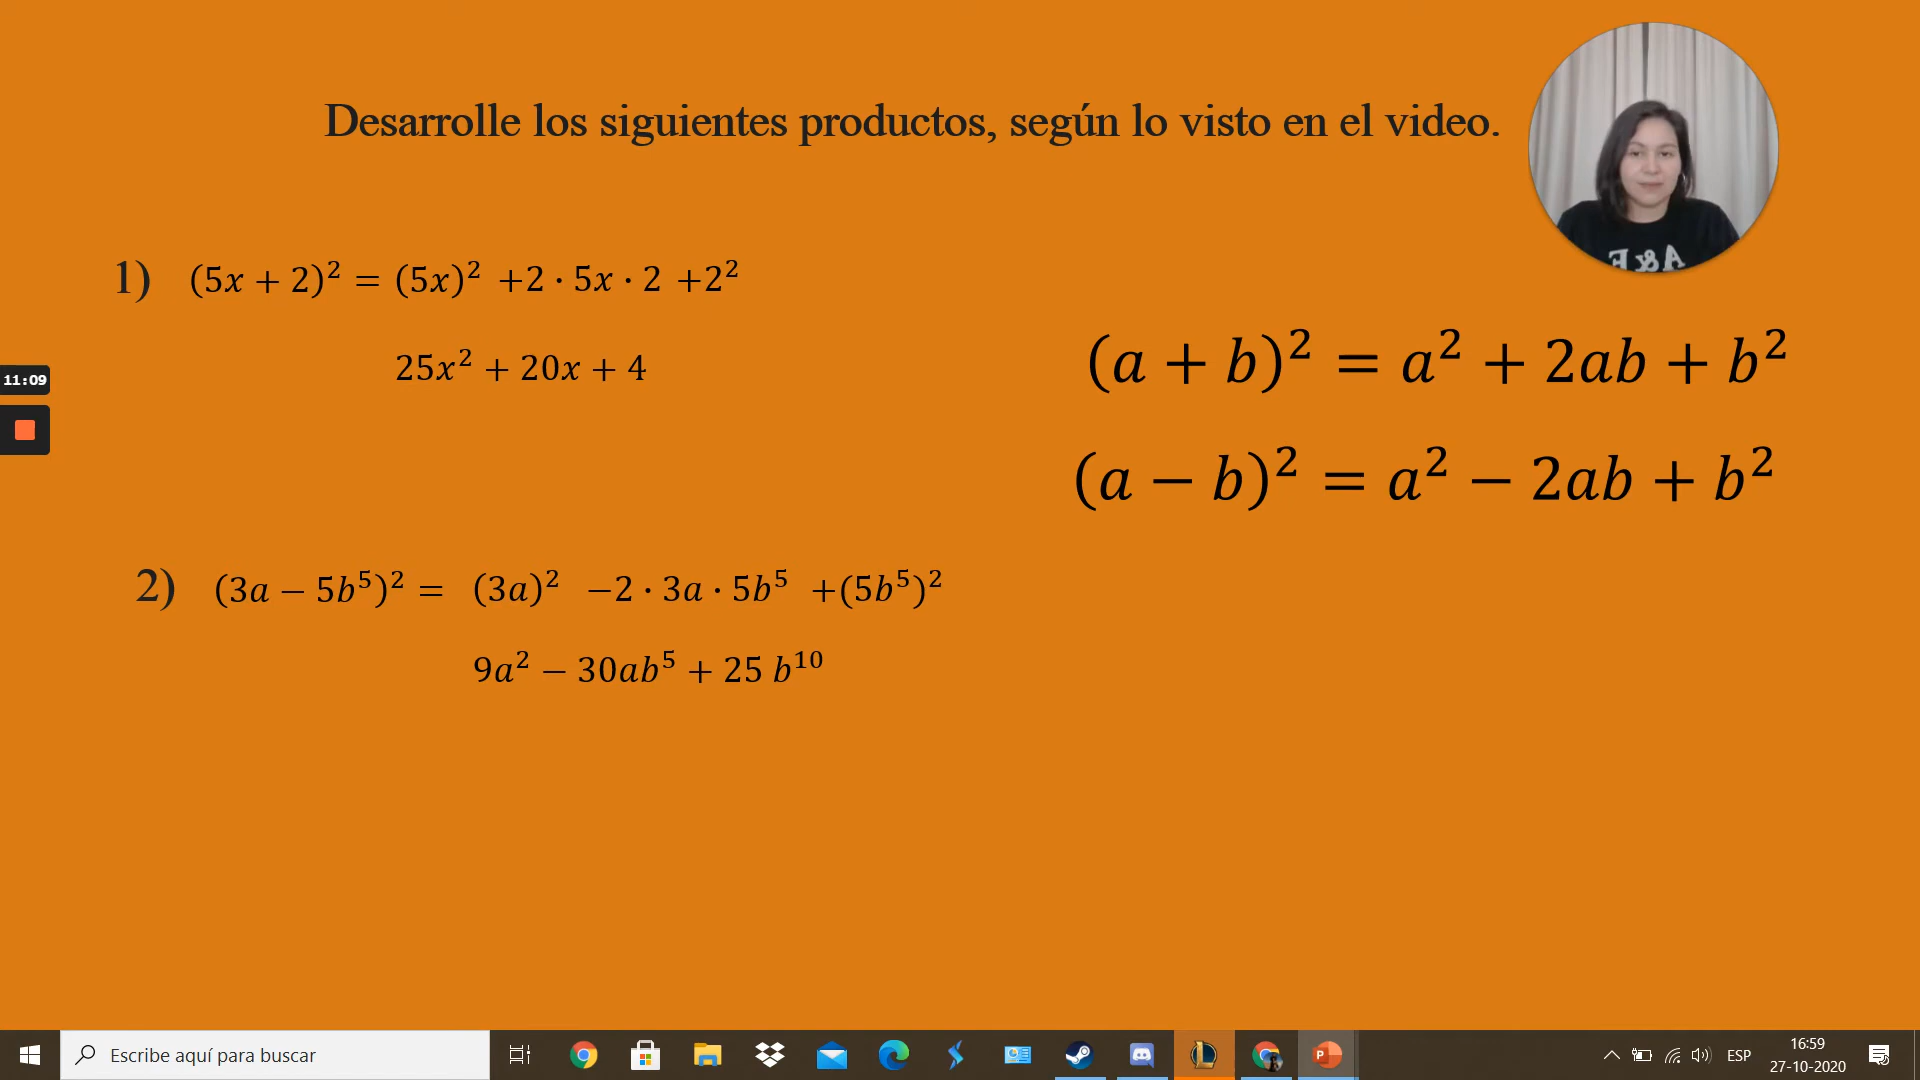 Desarrolle los siguientes productos, según lo visto en el video.
1) (5x + 2)² = (5x)² +2 · 5x · 2 +2²
25x² + 20x + 4
11:09
(a + b)² = a² + 2ab + b²
(a − b)² = a² − 2ab + b²
2) (3a − 5b⁵)² = (3a)² −2 · 3a · 5b⁵ +(5b⁵)²
9a² − 30ab⁵ + 25 b¹⁰
Escribe aquí para buscar
ESP
16:59
27-10-2020